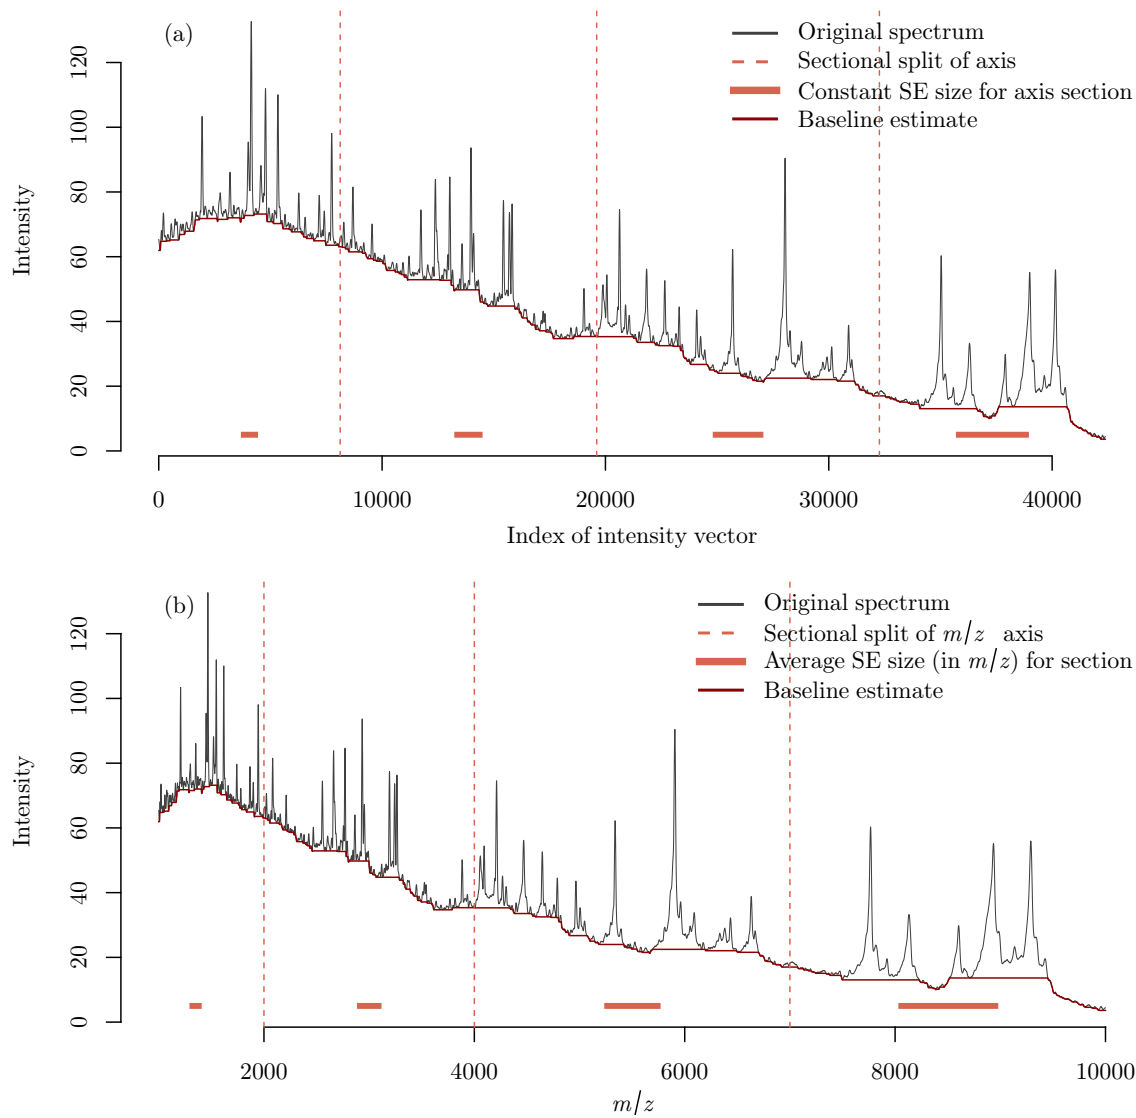 (a)
Original spectrum
Sectional split of axis
Constant SE size for axis section
Baseline estimate
Intensity
0
20
40
60
80
100
120
0 10000 20000 30000 40000
Index of intensity vector
(b)
Original spectrum
Sectional split of m/z axis
Average SE size (in m/z) for section
Baseline estimate
Intensity
0
20
40
60
80
100
120
2000 4000 6000 8000 10000
m/z